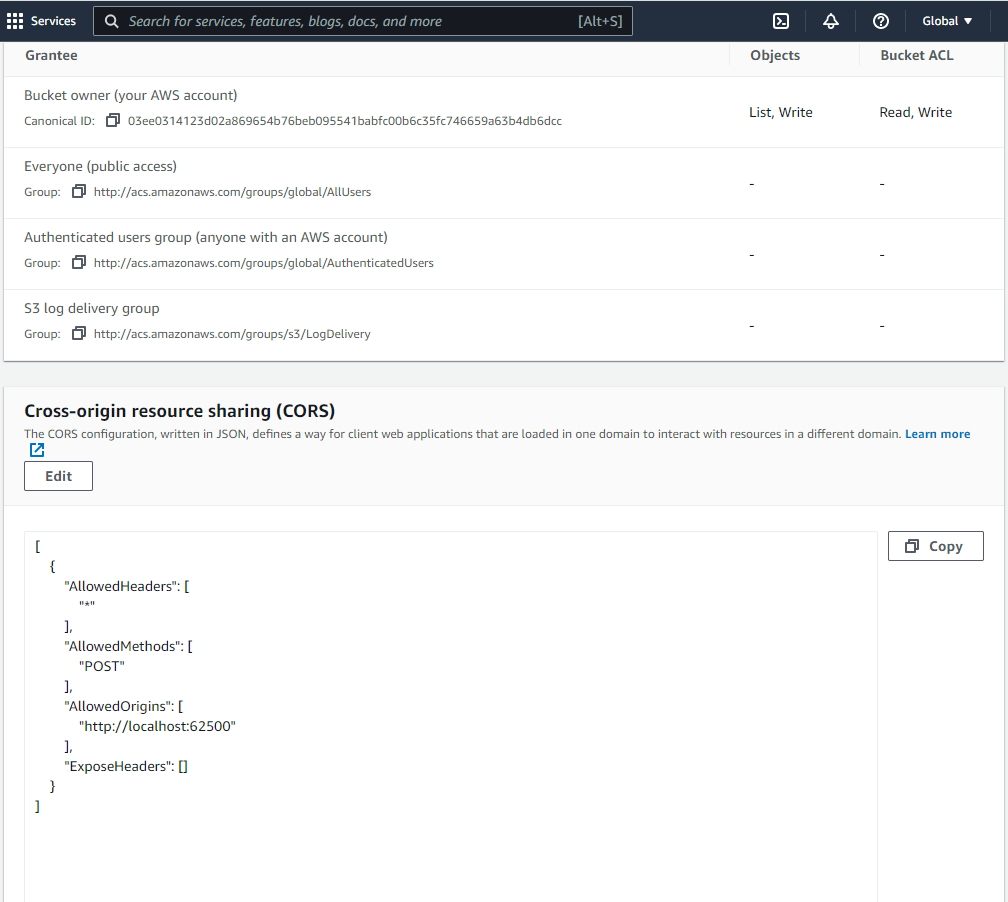 Services
Search for services, features, blogs, docs, and more [Alt+S]
Global
Grantee Objects Bucket ACL
Bucket owner (your AWS account)
Canonical ID: 03ee0314123d02a869654b76beb095541babfc00b6c35fc746659a63b4db6dcc
List, Write Read, Write
Everyone (public access)
Group: http://acs.amazonaws.com/groups/global/AllUsers
- -
Authenticated users group (anyone with an AWS account)
Group: http://acs.amazonaws.com/groups/global/AuthenticatedUsers
- -
S3 log delivery group
Group: http://acs.amazonaws.com/groups/s3/LogDelivery
- -
Cross-origin resource sharing (CORS)
The CORS configuration, written in JSON, defines a way for client web applications that are loaded in one domain to interact with resources in a different domain. Learn more
Edit
Copy
[
{
"AllowedHeaders": [
"*"
],
"AllowedMethods": [
"POST"
],
"AllowedOrigins": [
"http://localhost:62500"
],
"ExposeHeaders": []
}
]